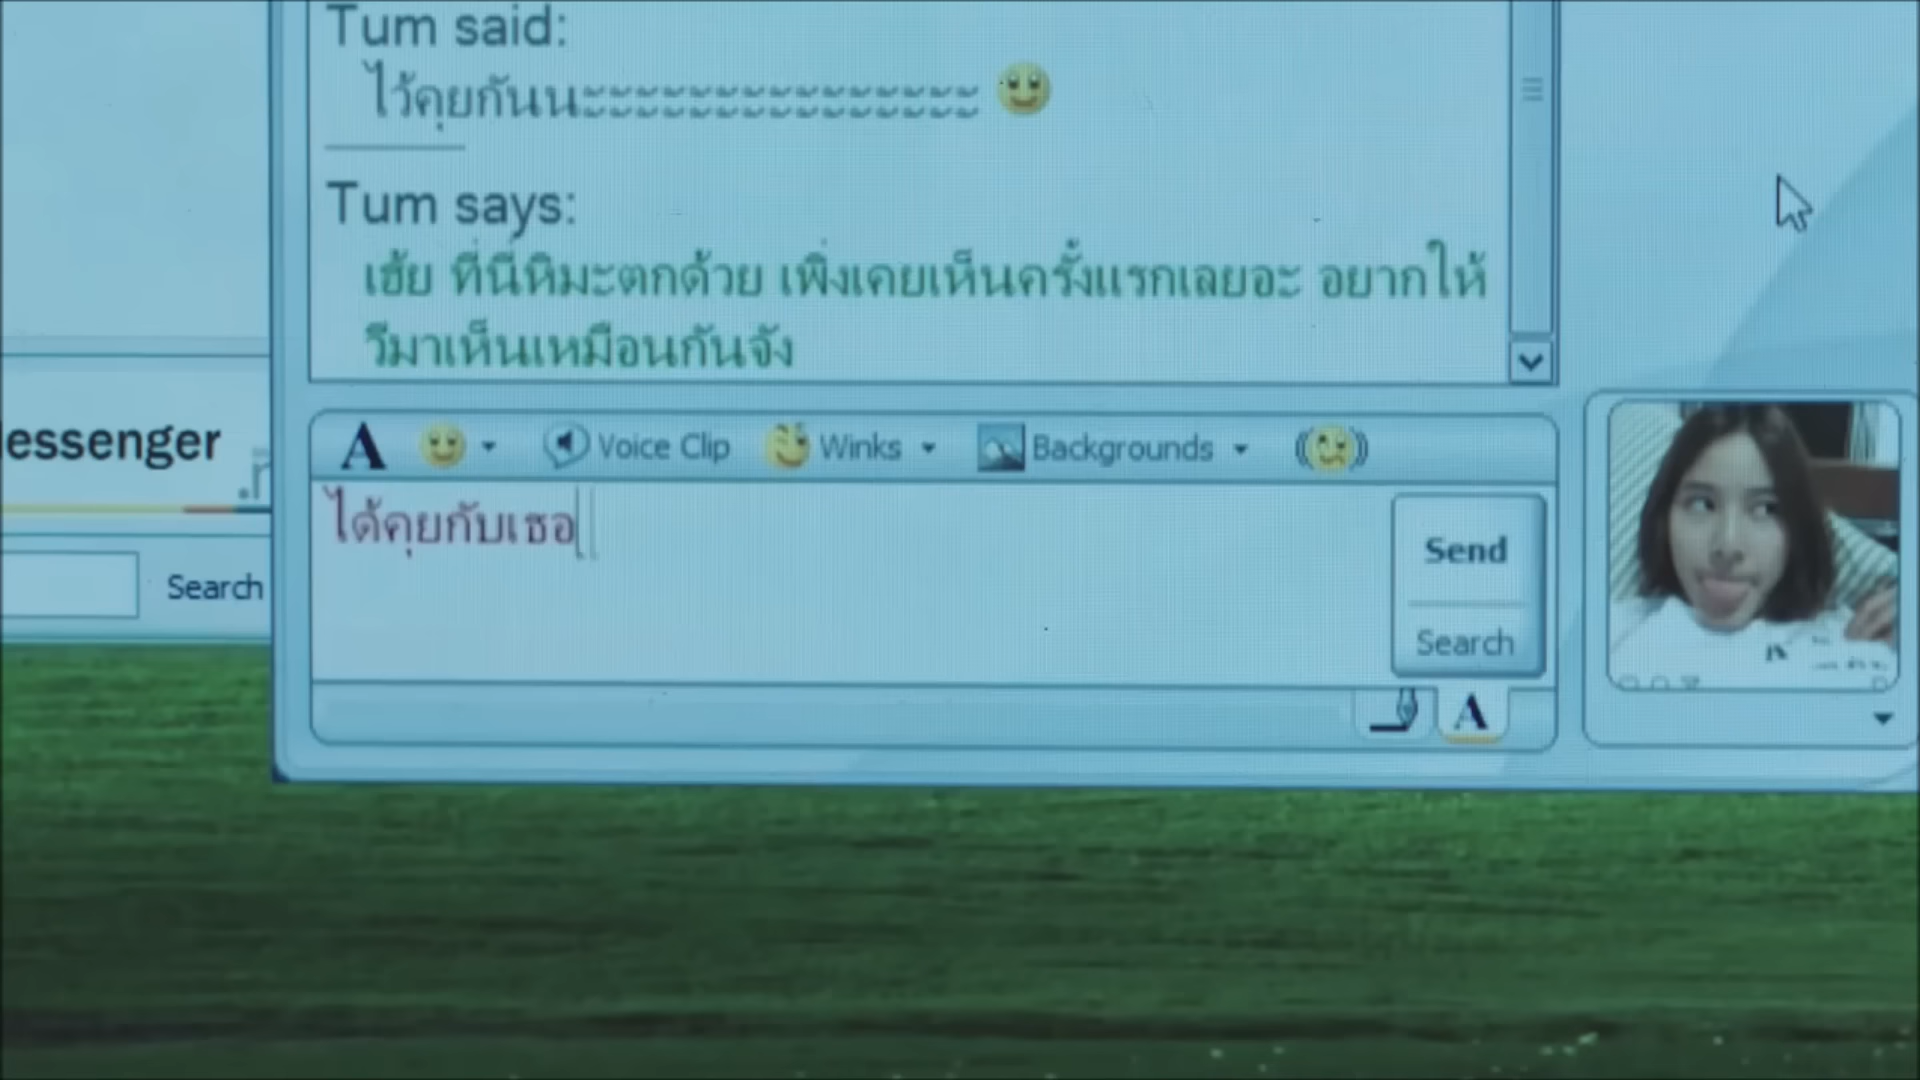 Tum said:
ไว้คุยกันนะะะะะะะะะะะะะะะ
Tum says:
เฮ้ย ที่นี่หิมะตกด้วย เพิ่งเคยเห็นครั้งแรกเลยอะ อยากให้
วีมาเห็นเหมือนกันจัง
essenger
A Voice Clip Winks Backgrounds
ได้คุยกับเธอ
Send
Search
Search
A